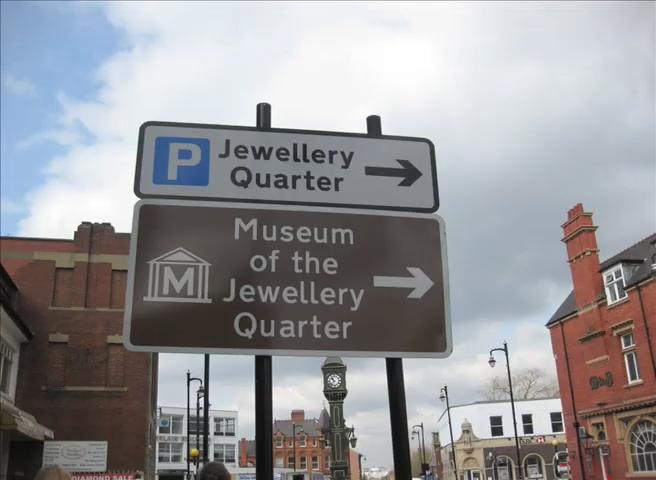 P
Jewellery
Quarter
M
Museum
of the
Jewellery
Quarter
DIAMOND SALE